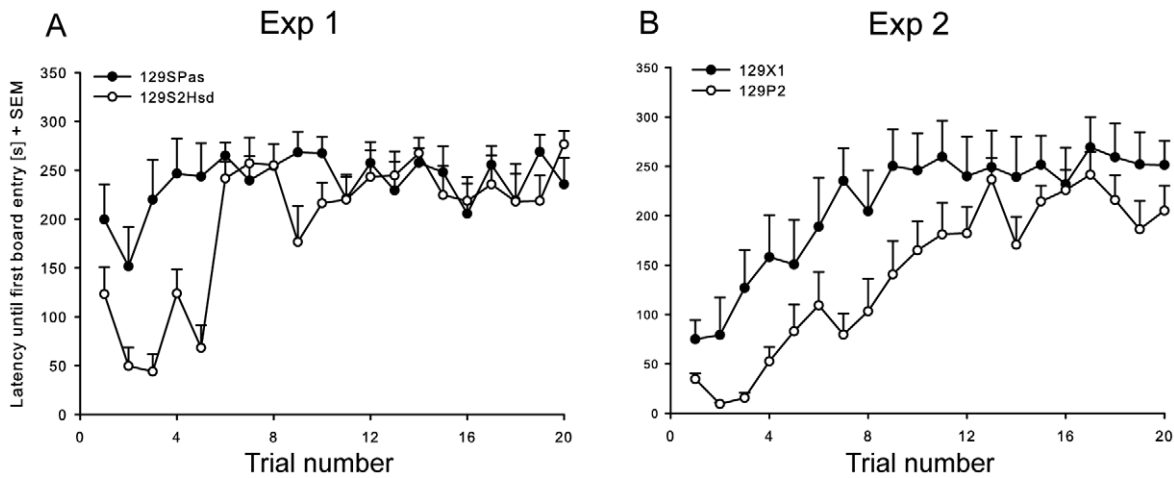 A
Exp 1
B
Exp 2
Latency until first board entry [s] + SEM
350
300
250
200
150
100
50
0
129SPas
129S2Hsd
0
4
8
12
16
20
Trial number
350
300
250
200
150
100
50
0
129X1
129P2
0
4
8
12
16
20
Trial number